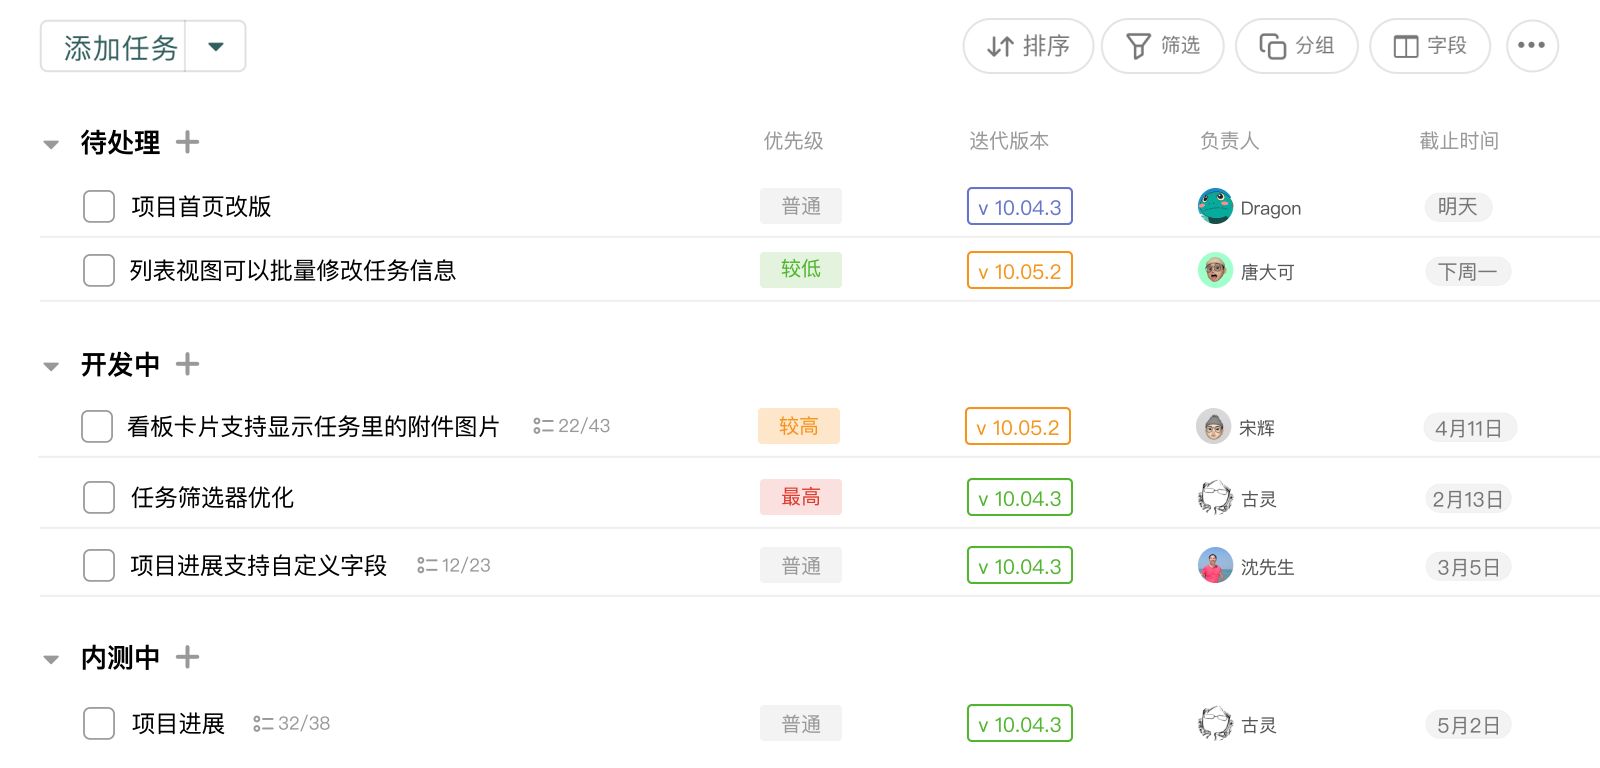 添加任务 排序 筛选 分组 字段
待处理 优先级 迭代版本 负责人 截止时间
项目首页改版 普通 v 10.04.3 Dragon 明天
列表视图可以批量修改任务信息 较低 v 10.05.2 唐大可 下周一
开发中
看板卡片支持显示任务里的附件图片 22/43 较高 v 10.05.2 宋辉 4月11日
任务筛选器优化 最高 v 10.04.3 古灵 2月13日
项目进展支持自定义字段 12/23 普通 v 10.04.3 沈先生 3月5日
内测中
项目进展 32/38 普通 v 10.04.3 古灵 5月2日